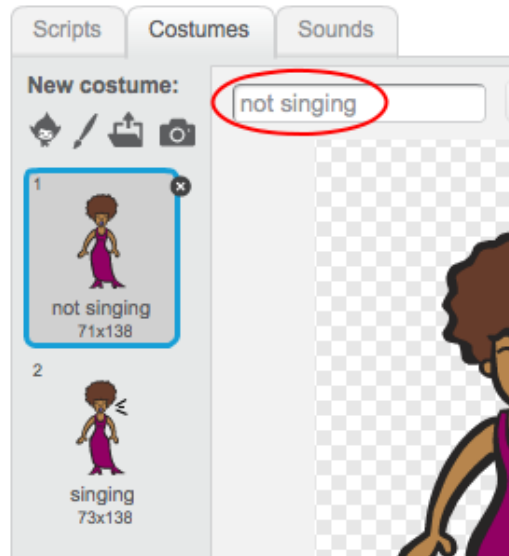 Scripts
Costumes
Sounds
New costume:
not singing
1
not singing
71x138
2
singing
73x138